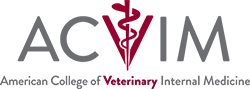 ACVIM
American College of Veterinary Internal Medicine